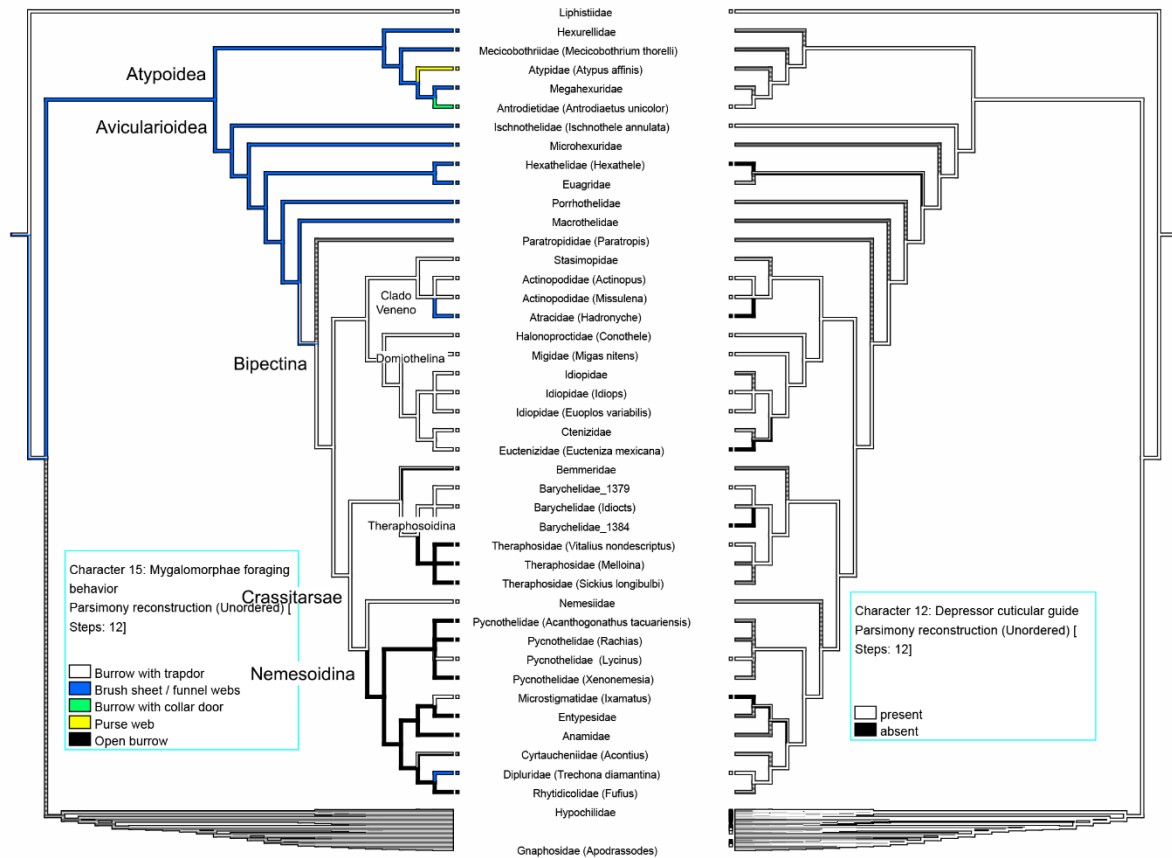 Liphistiidae
Hexurellidae
Mecicobothriidae (Mecicobothrium thorelli)
Atypoidea
Atypidae (Atypus affinis)
Megahexuridae
Antrodietidae (Antrodiaetus unicolor)
Avicularioidea
Ischnothelidae (Ischnothele annulata)
Microhexuridae
Hexathelidae (Hexathele)
Euagridae
Porrhothelidae
Macrothelidae
Paratropididae (Paratropis)
Stasimopidae
Actinopodidae (Actinopus)
Clado
Veneno
Actinopodidae (Missulena)
Atracidae (Hadronyche)
Halonoproctidae (Conothele)
Bipectina
Domiothelina
Migidae (Migas nitens)
Idiopidae
Idiopidae (Idiops)
Idiopidae (Euoplos variabilis)
Ctenizidae
Euctenizidae (Eucteniza mexicana)
Bemmeridae
Barychelidae_1379
Barychelidae (Idiocts)
Theraphosoidina
Barychelidae_1384
Theraphosidae (Vitalius nondescriptus)
Theraphosidae (Melloina)
Theraphosidae (Sickius longibulbi)
Crassitarsae
Nemesiidae
Pycnothelidae (Acanthogonathus tacuariensis)
Pycnothelidae (Rachias)
Pycnothelidae (Lycinus)
Nemesoidina
Pycnothelidae (Xenonemesia)
Microstigmatidae (Ixamatus)
Entypesidae
Anamidae
Cyrtaucheniidae (Acontius)
Dipluridae (Trechona diamantina)
Rhytidicolidae (Fufius)
Hypochilidae
Gnaphosidae (Apodrassodes)
Character 15: Mygalomorphae foraging
behavior
Parsimony reconstruction (Unordered) [
Steps: 12]
Burrow with trapdor
Brush sheet / funnel webs
Burrow with collar door
Purse web
Open burrow
Character 12: Depressor cuticular guide
Parsimony reconstruction (Unordered) [
Steps: 12]
present
absent